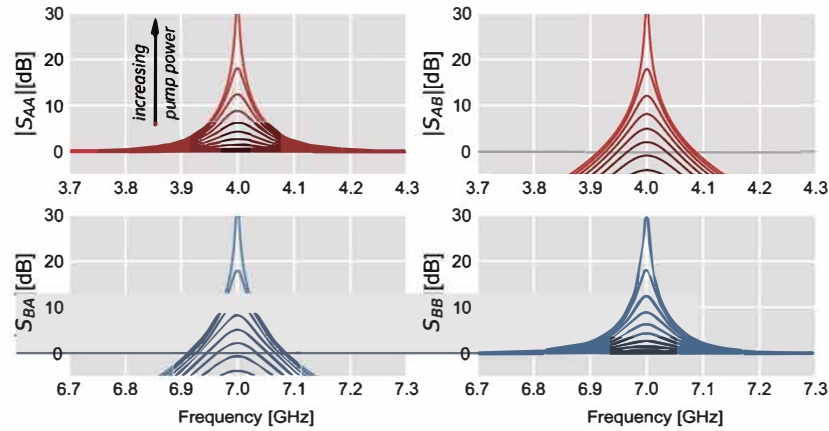 30
20
10
0
|S_AA| [dB]
increasing
pump power
3.7 3.8 3.9 4.0 4.1 4.2 4.3
30
20
10
0
|S_AB| [dB]
3.7 3.8 3.9 4.0 4.1 4.2 4.3
30
20
10
0
S_BA| [dB]
6.7 6.8 6.9 7.0 7.1 7.2 7.3
Frequency [GHz]
30
20
10
0
S_BB| [dB]
6.7 6.8 6.9 7.0 7.1 7.2 7.3
Frequency [GHz]